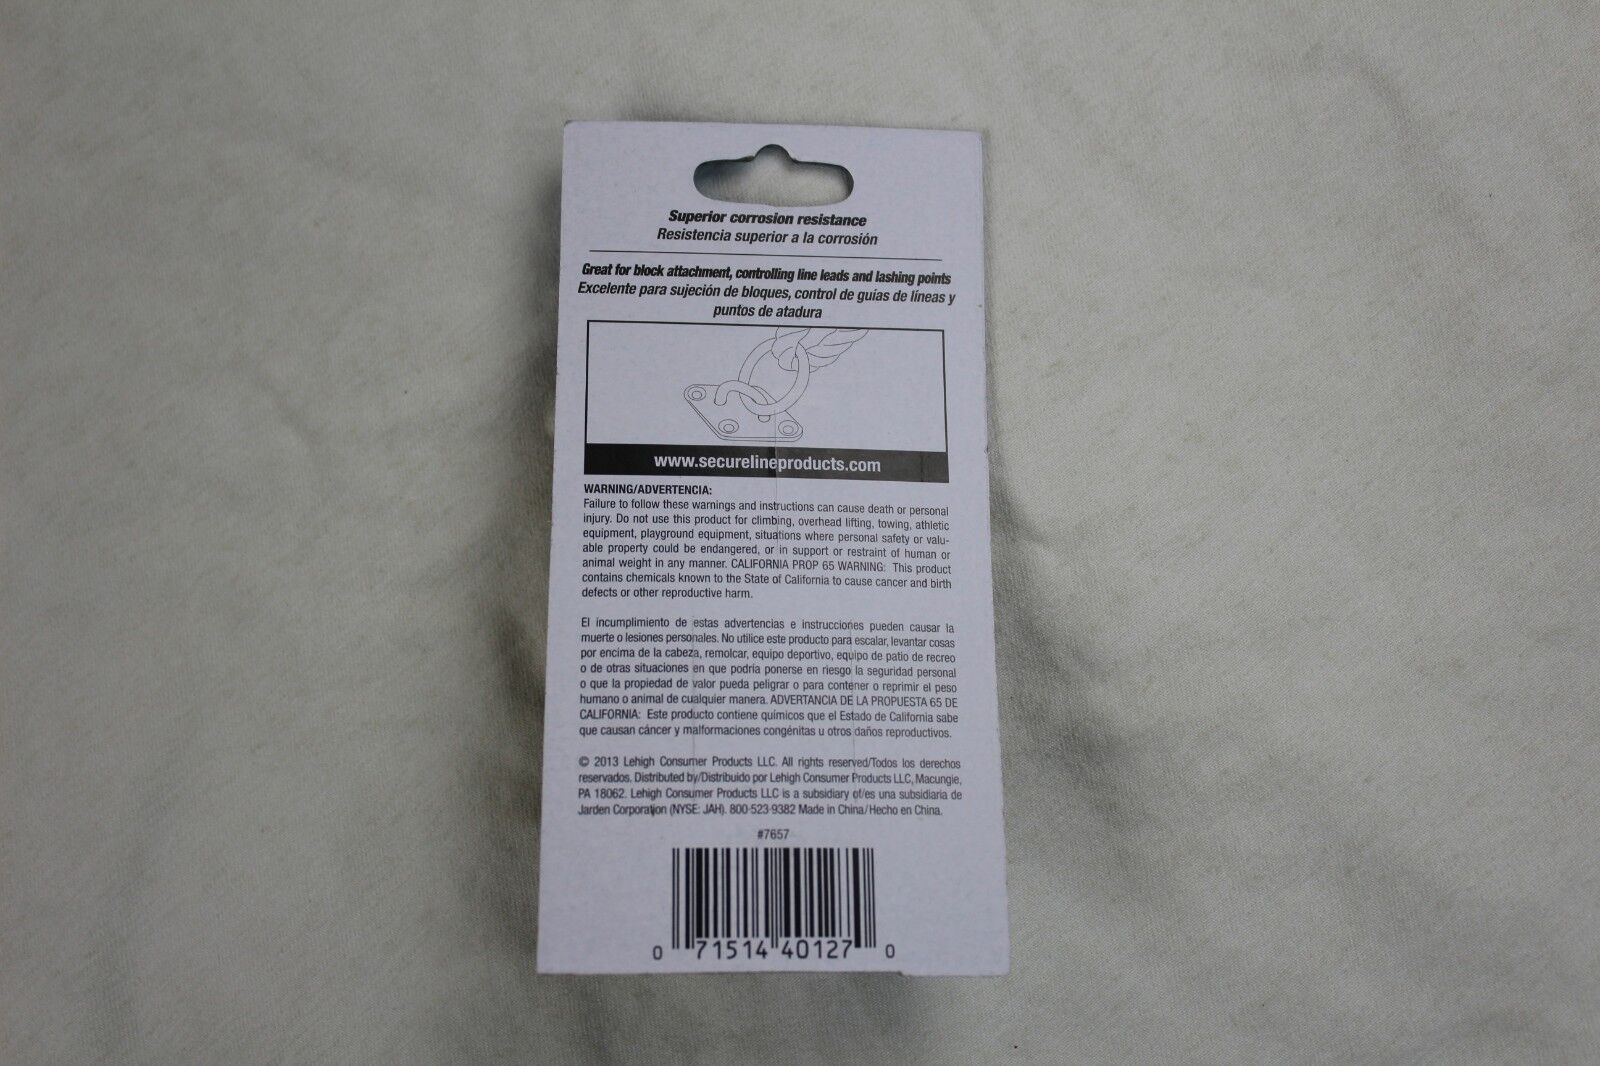 Superior corrosion resistance
Resistencia superior a la corrosión
Great for block attachment, controlling line leads and lashing points
Excelente para sujeción de bloques, control de guías de líneas y
puntos de atadura
www.securelineproducts.com
WARNING/ADVERTENCIA:
Failure to follow these warnings and instructions can cause death or personal
injury. Do not use this product for climbing, overhead lifting, towing, athletic
equipment, playground equipment, situations where personal safety or valu-
able property could be endangered, or in support or restraint of human or
animal weight in any manner. CALIFORNIA PROP 65 WARNING: This product
contains chemicals known to the State of California to cause cancer and birth
defects or other reproductive harm.
El incumplimiento de estas advertencias e instrucciones pueden causar la
muerte o lesiones personales. No utilice este producto para escalar, levantar cosas
por encima de la cabeza, remolcar, equipo deportivo, equipo de patio de recreo
o de otras situaciones en que podría ponerse en riesgo la seguridad personal
o que la propiedad de valor pueda peligrar o para contener o reprimir el peso
humano o animal de cualquier manera. ADVERTANCIA DE LA PROPUESTA 65 DE
CALIFORNIA: Este producto contiene químicos que el Estado de California sabe
que causan cáncer y malformaciones congénitas u otros daños reproductivos.
© 2013 Lehigh Consumer Products LLC. All rights reserved/Todos los derechos
reservados. Distributed by/Distribuido por Lehigh Consumer Products LLC, Macungie,
PA 18062. Lehigh Consumer Products LLC is a subsidiary of/es una subsidiaria de
Jarden Corporation (NYSE: JAH). 800-523-9382 Made in China/Hecho en China.
#7657
0 71514 40127 0